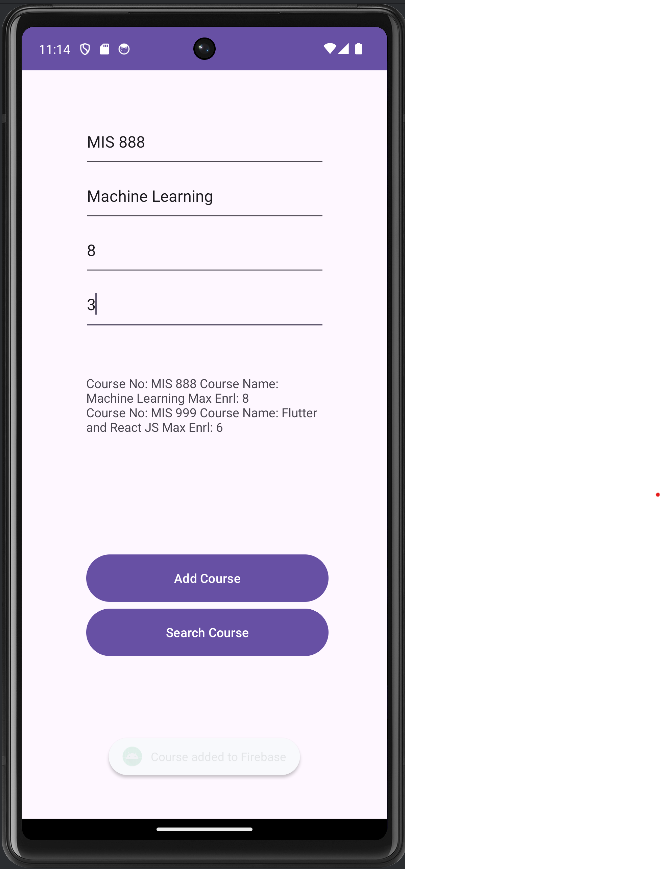 11:14
MIS 888
Machine Learning
8
3
Course No: MIS 888 Course Name:
Machine Learning Max Enrl: 8
Course No: MIS 999 Course Name: Flutter
and React JS Max Enrl: 6
Add Course
Search Course
Course added to Firebase